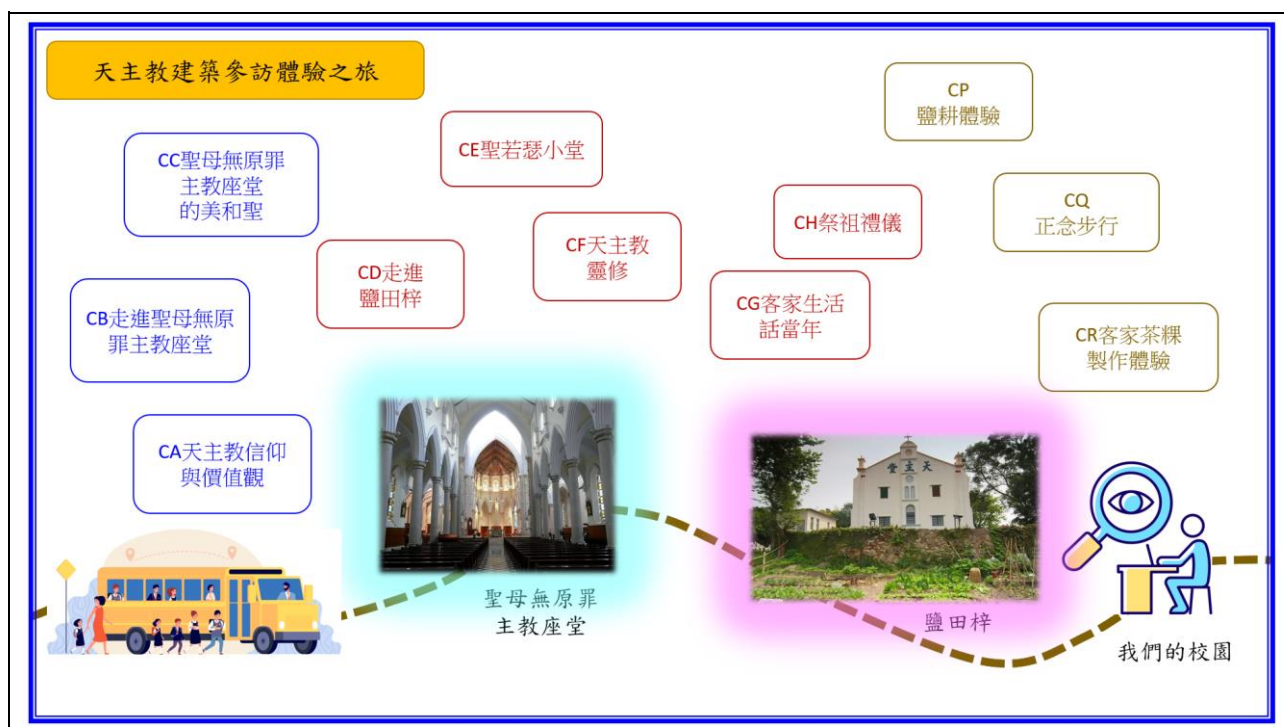 天主教建築參訪體驗之旅
CP
鹽耕體驗
CE聖若瑟小堂
CC聖母無原罪
主教座堂
的美和聖
CQ
正念步行
CH祭祖禮儀
CF天主教
靈修
CD走進
鹽田梓
CG客家生活
話當年
CB走進聖母無原
罪主教座堂
CR客家茶粿
製作體驗
CA天主教信仰
與價值觀
天主堂
聖母無原罪
主教座堂
鹽田梓
我們的校園